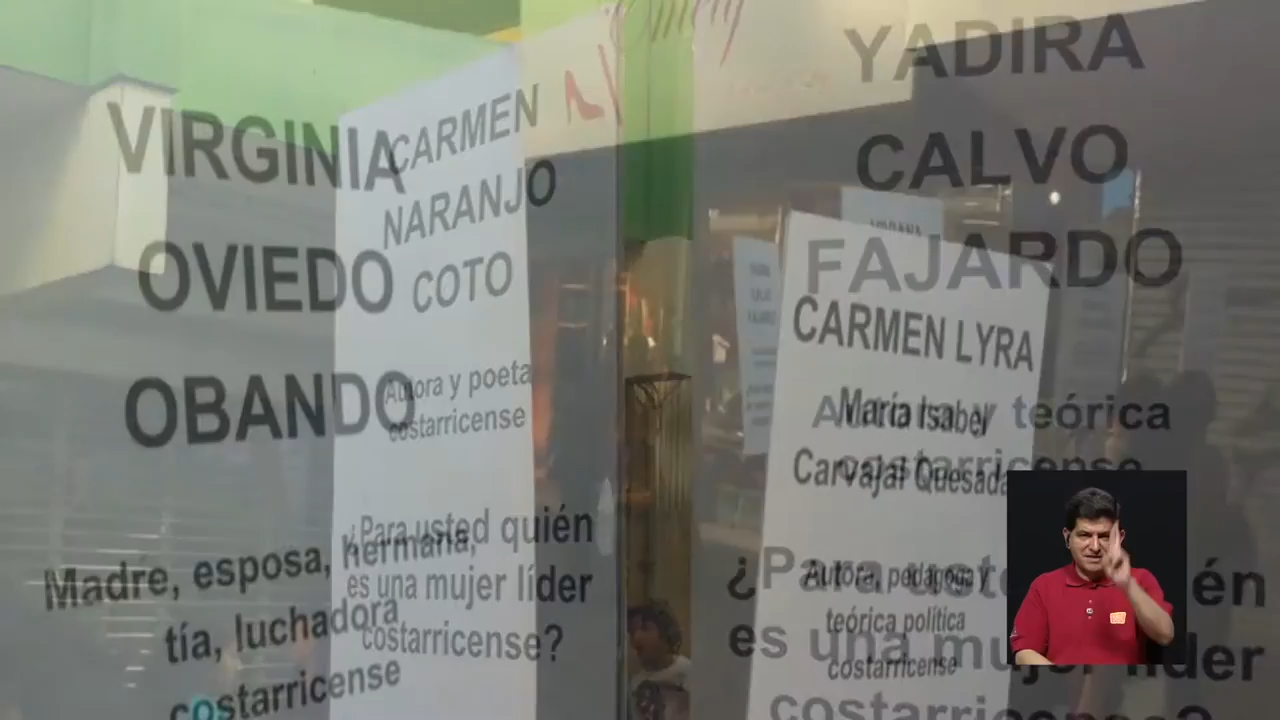 VIRGINIA
OVIEDO
OBANDO
Madre, esposa, hermana,
tía, luchadora
costarricense
CARMEN
NARANJO
COTO
Autora y poeta
costarricense
¿Para usted quién
es una mujer líder
costarricense?
YADIRA
CALVO
FAJARDO
teórica
costarricense
es una mujer líder
costarricense?
CARMEN LYRA
María Isabel
Carvajal Quesada
Autora, pedagoga y
teórica política
costarricense